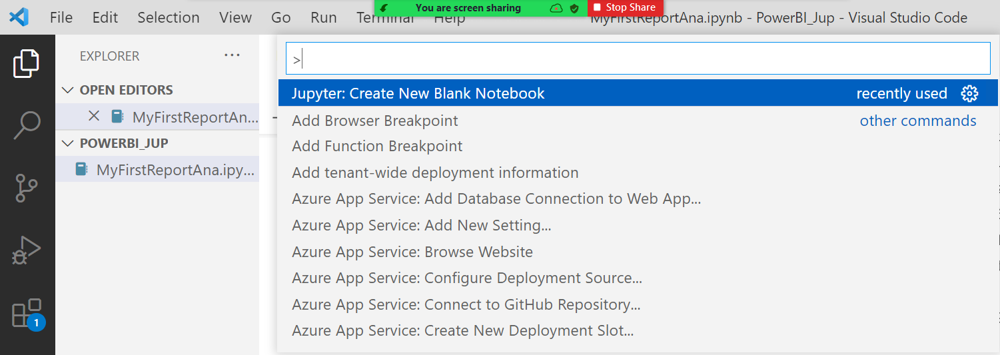 You are screen sharing Stop Share
File Edit Selection View Go Run Terminal Help MyFirstReportAna.ipynb - PowerBI_Jup - Visual Studio Code
EXPLORER ···
>
OPEN EDITORS
Jupyter: Create New Blank Notebook recently used
MyFirstReportAn...
Add Browser Breakpoint other commands
POWERBI_JUP
Add Function Breakpoint
MyFirstReportAna.ipy...
Add tenant-wide deployment information
Azure App Service: Add Database Connection to Web App...
Azure App Service: Add New Setting...
Azure App Service: Browse Website
Azure App Service: Configure Deployment Source...
Azure App Service: Connect to GitHub Repository...
1
Azure App Service: Create New Deployment Slot...